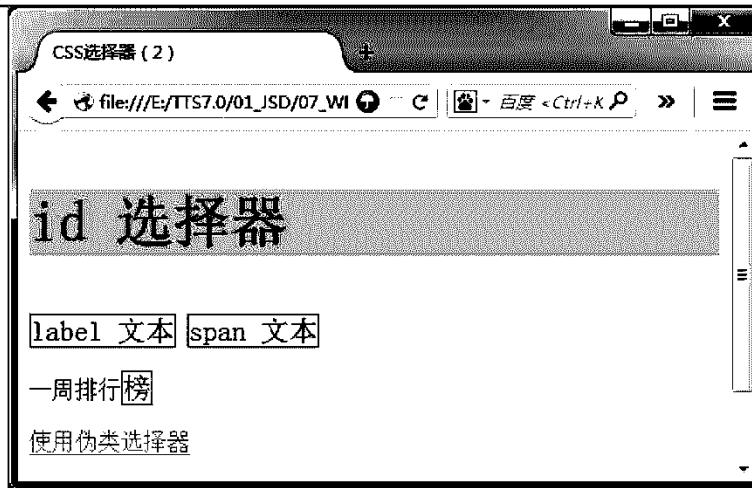 CSS选择器 ( 2 )
file:///E:/TTS7.0/01_JSD/07_WI
百度 <Ctrl+K
id 选择器
label 文本 span 文本
一周排行榜
使用伪类选择器